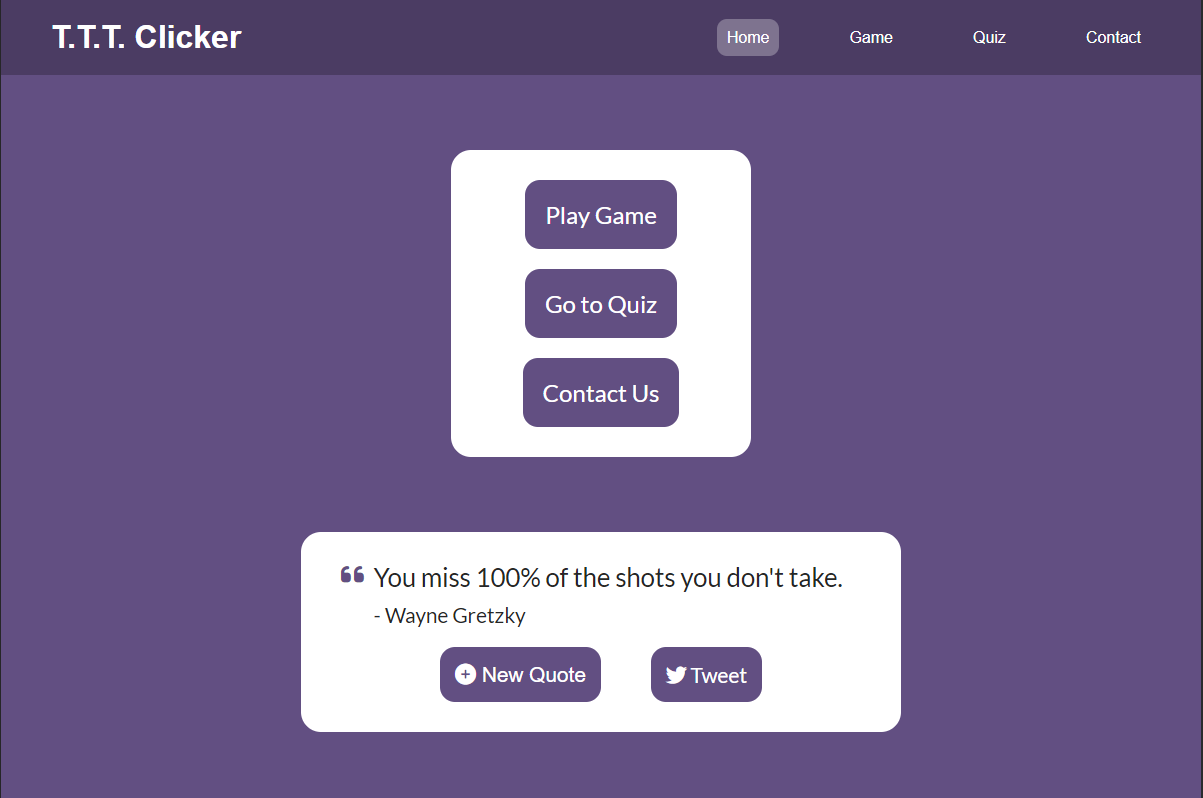 T.T.T. Clicker
Home Game Quiz Contact
Play Game
Go to Quiz
Contact Us
You miss 100% of the shots you don't take.
- Wayne Gretzky
New Quote Tweet